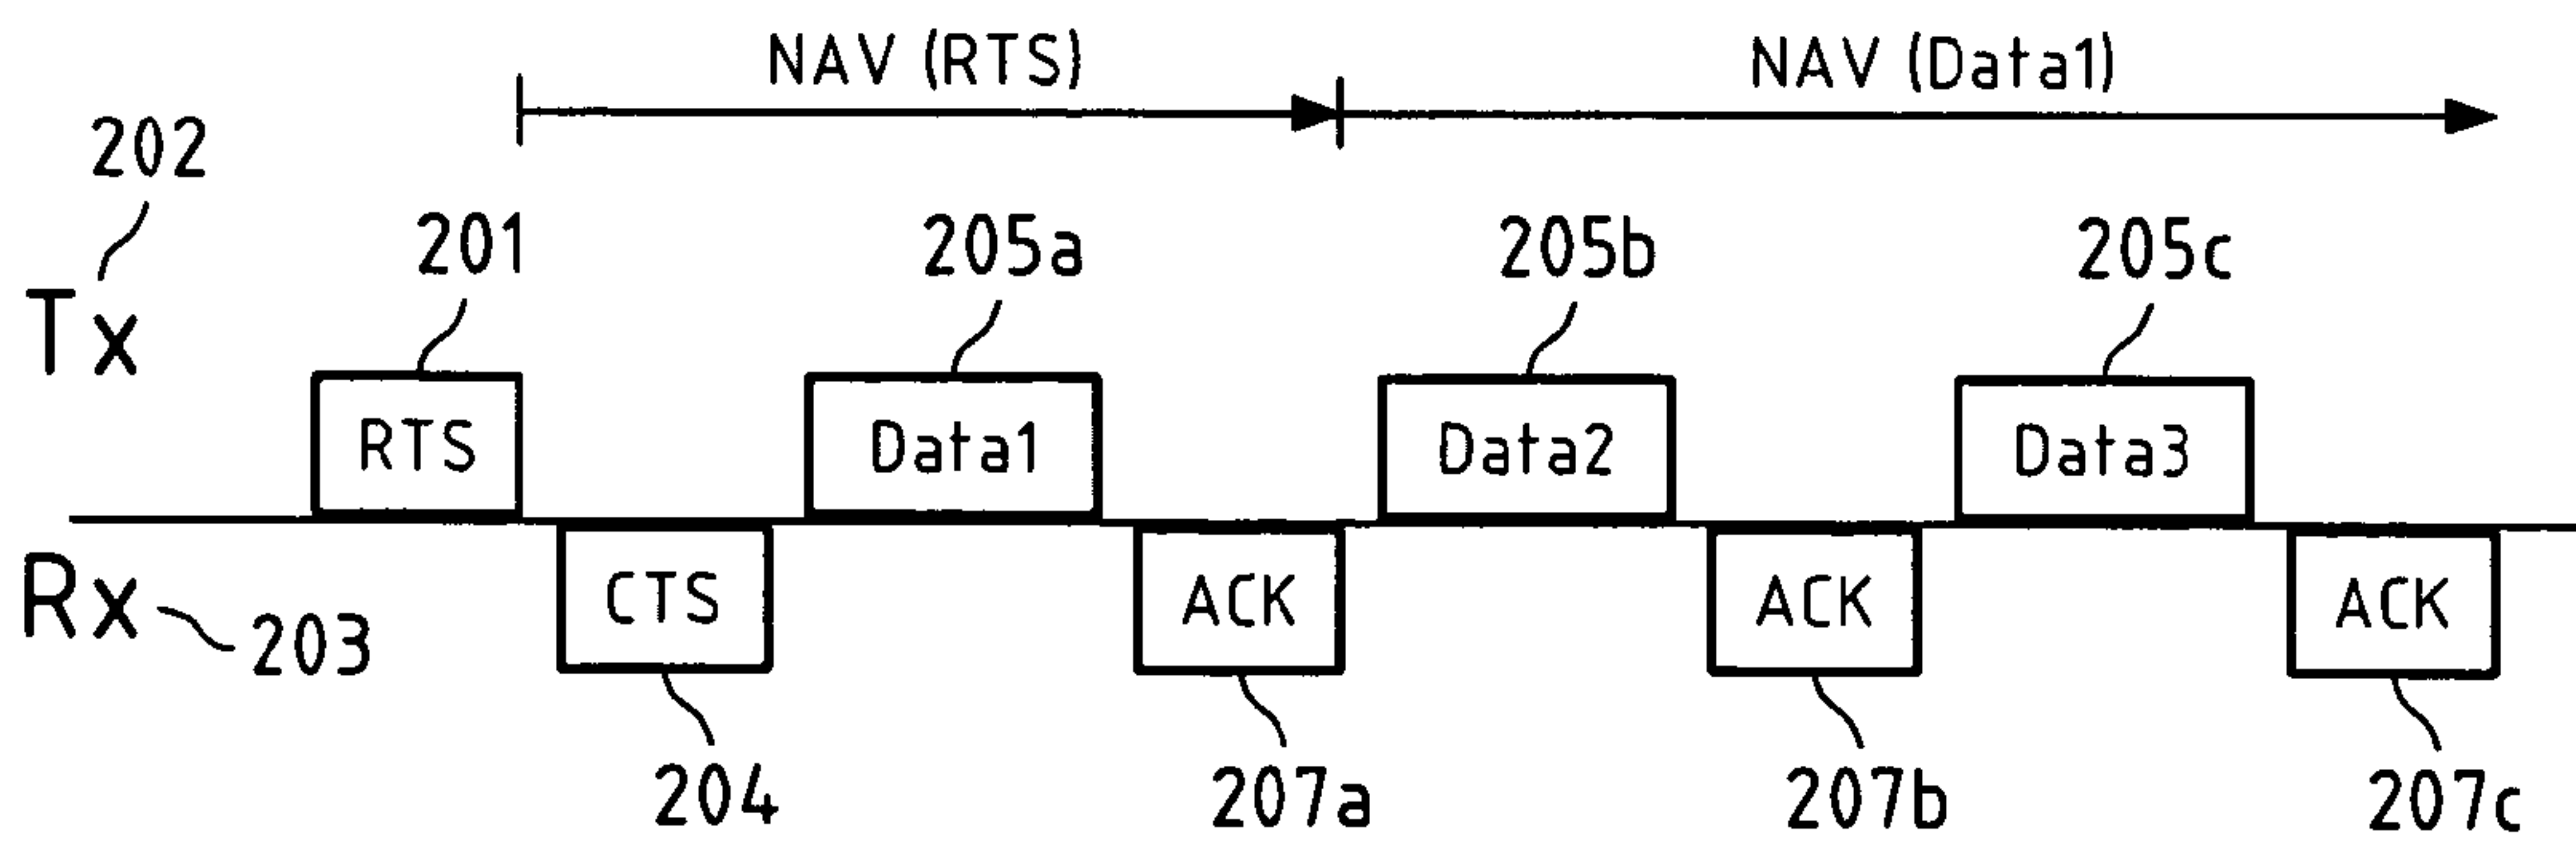 NAV (RTS) NAV (Data1)
202
201 205a 205b 205c
Tx
RTS Data1 Data2 Data3
CTS ACK ACK ACK
Rx 203
204 207a 207b 207c